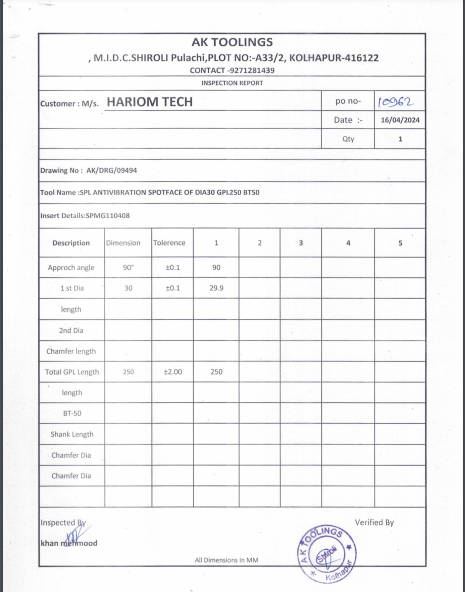 AK TOOLINGS
, M.I.D.C.SHIROLI Pulachi,PLOT NO:-A33/2, KOLHAPUR-416122
CONTACT -9271281439
INSPECTION REPORT
Customer : M/s. HARIOM TECH po no- 10962
Date :- 16/04/2024
Qty 1
Drawing No : AK/DRG/09494
Tool Name :SPL ANTIVIBRATION SPOTFACE OF DIA30 GPL250 BT50
Insert Details:SPMG110408
Description Dimension Tolerence 1 2 3 4 5
Approch angle 90° ±0.1 90
1 st Dia 30 ±0.1 29.9
length
2nd Dia
Chamfer length
Total GPL Length 250 ±2.00 250
length
BT-50
Shank Length
Chamfer Dia
Chamfer Dia
Inspected By Verified By
khan mehmood
All Dimensions In MM
AK TOOLINGS
Kolhapur